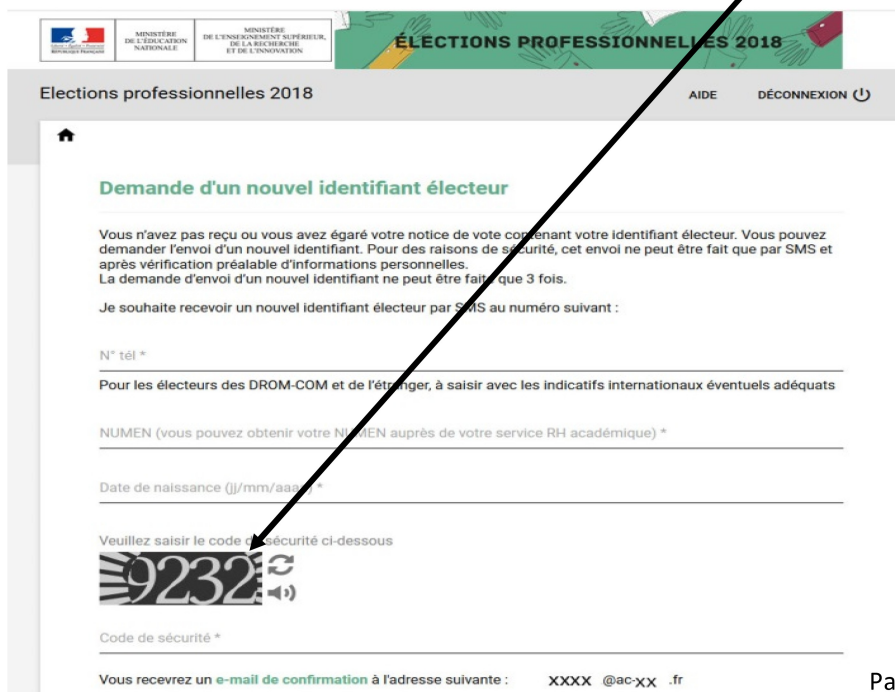 MINISTÈRE
DE L'ÉDUCATION
NATIONALE
MINISTÈRE
DE L'ENSEIGNEMENT SUPÉRIEUR,
DE LA RECHERCHE
ET DE L'INNOVATION
ÉLECTIONS PROFESSIONNELLES 2018
Elections professionnelles 2018
AIDE
DÉCONNEXION
Demande d'un nouvel identifiant électeur
Vous n'avez pas reçu ou vous avez égaré votre notice de vote contenant votre identifiant électeur. Vous pouvez
demander l'envoi d'un nouvel identifiant. Pour des raisons de sécurité, cet envoi ne peut être fait que par SMS et
après vérification préalable d'informations personnelles.
La demande d'envoi d'un nouvel identifiant ne peut être faite que 3 fois.
Je souhaite recevoir un nouvel identifiant électeur par SMS au numéro suivant :
N° tél *
Pour les électeurs des DROM-COM et de l'étranger, à saisir avec les indicatifs internationaux éventuels adéquats
NUMEN (vous pouvez obtenir votre NUMEN auprès de votre service RH académique) *
Date de naissance (jj/mm/aaaa) *
Veuillez saisir le code de sécurité ci-dessous
9232
Code de sécurité *
Vous recevrez un e-mail de confirmation à l'adresse suivante : XXXX @ac-xx .fr
Pa